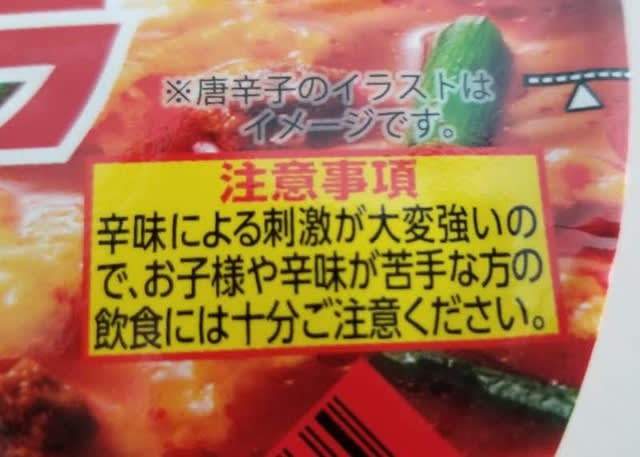 ※唐辛子のイラストは
イメージです。
注意事項
辛味による刺激が大変強いの
で、お子様や辛味が苦手な方の
飲食には十分ご注意ください。